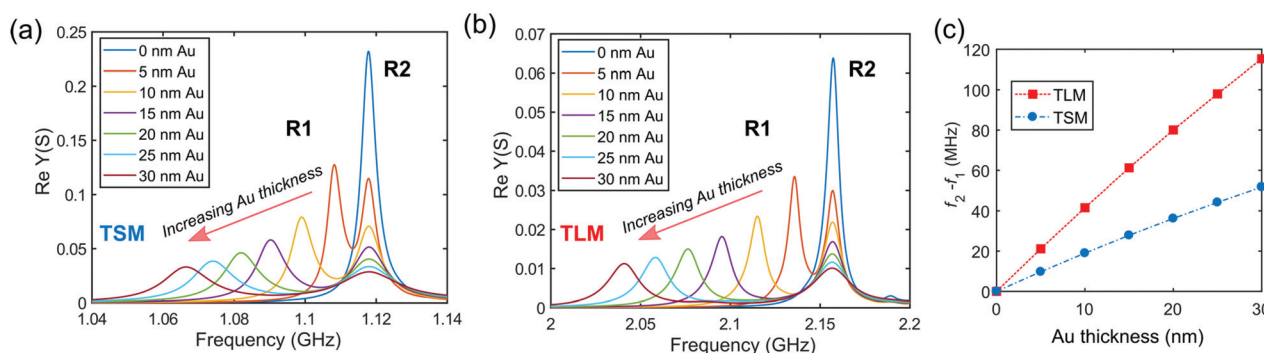 (a)
0.25
0.2
0.15
0.1
0.05
0
Re Y(S)
0 nm Au
5 nm Au
10 nm Au
15 nm Au
20 nm Au
25 nm Au
30 nm Au
R2
R1
Increasing Au thickness
TSM
1.04 1.06 1.08 1.1 1.12 1.14
Frequency (GHz)
(b)
0.07
0.06
0.05
0.04
0.03
0.02
0.01
0
Re Y(S)
0 nm Au
5 nm Au
10 nm Au
15 nm Au
20 nm Au
25 nm Au
30 nm Au
R2
R1
Increasing Au thickness
TLM
2 2.05 2.1 2.15 2.2
Frequency (GHz)
(c)
120
100
80
60
40
20
0
f2 -f1 (MHz)
TLM
TSM
0 10 20 30
Au thickness (nm)